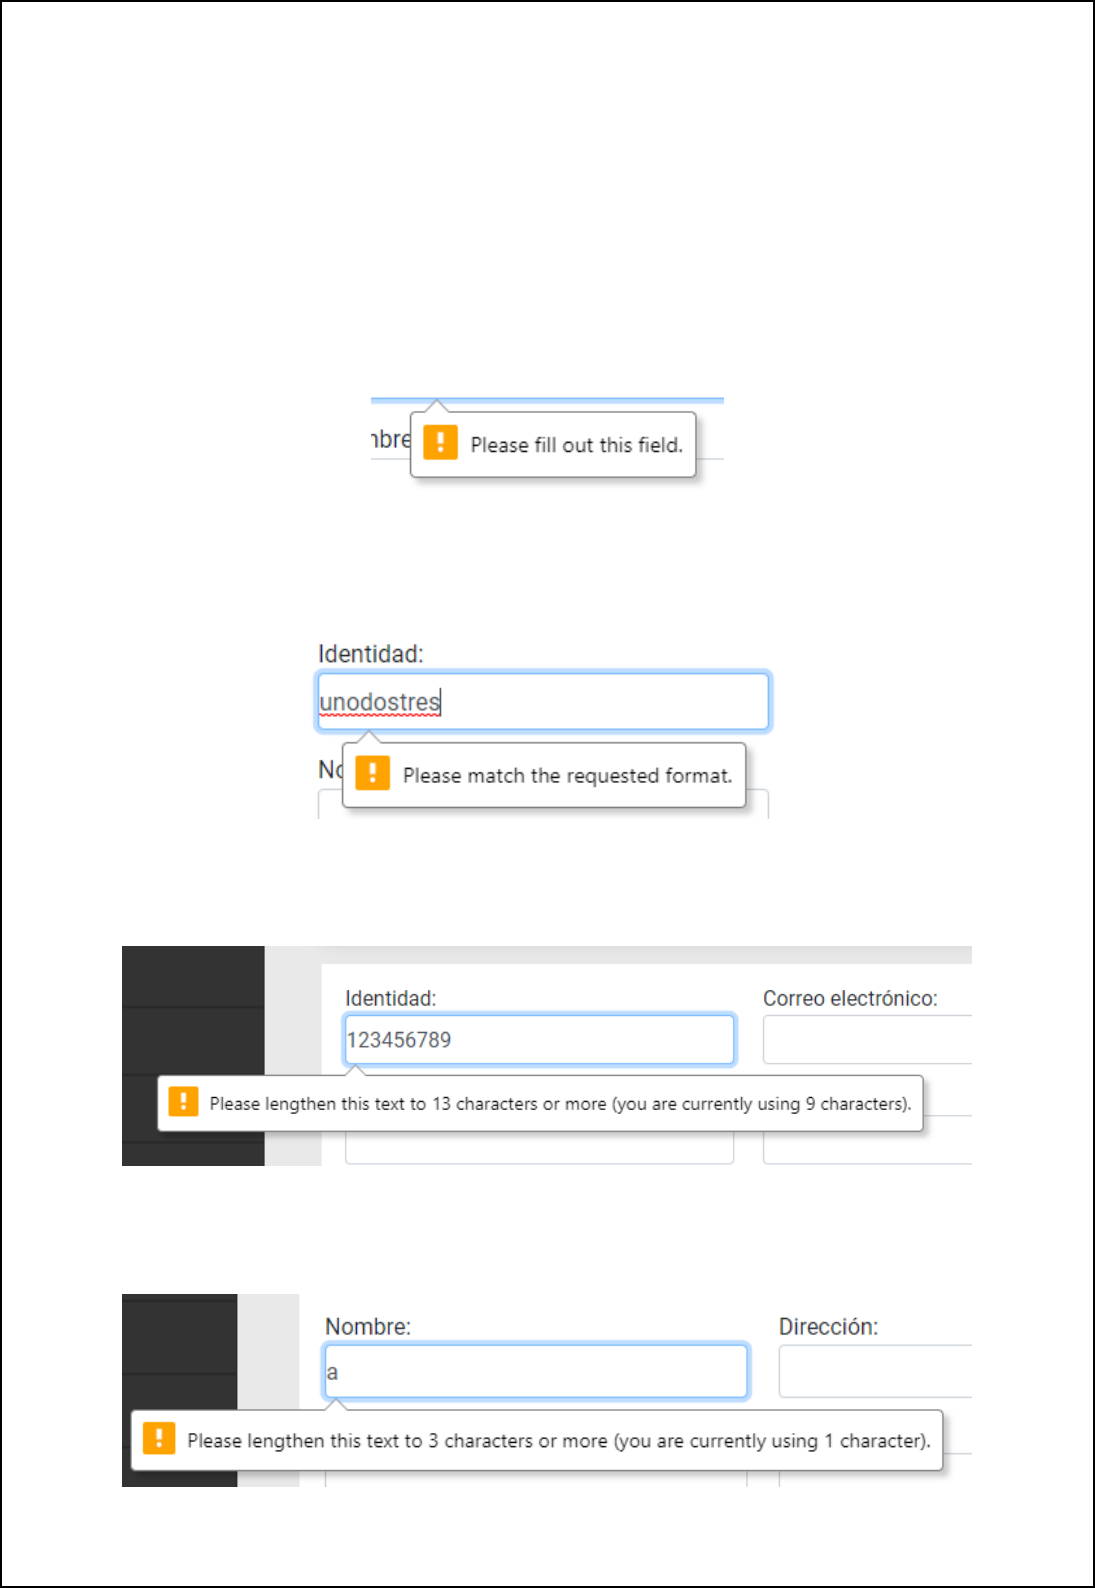 Please fill out this field.
Identidad:
unodostres
Please match the requested format.
Identidad:
Correo electrónico:
123456789
Please lengthen this text to 13 characters or more (you are currently using 9 characters).
Nombre:
Dirección:
a
Please lengthen this text to 3 characters or more (you are currently using 1 character).